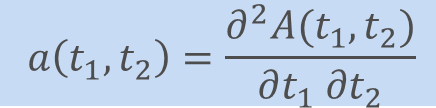 a(t₁, t₂) = ∂²A(t₁, t₂) / ∂t₁ ∂t₂